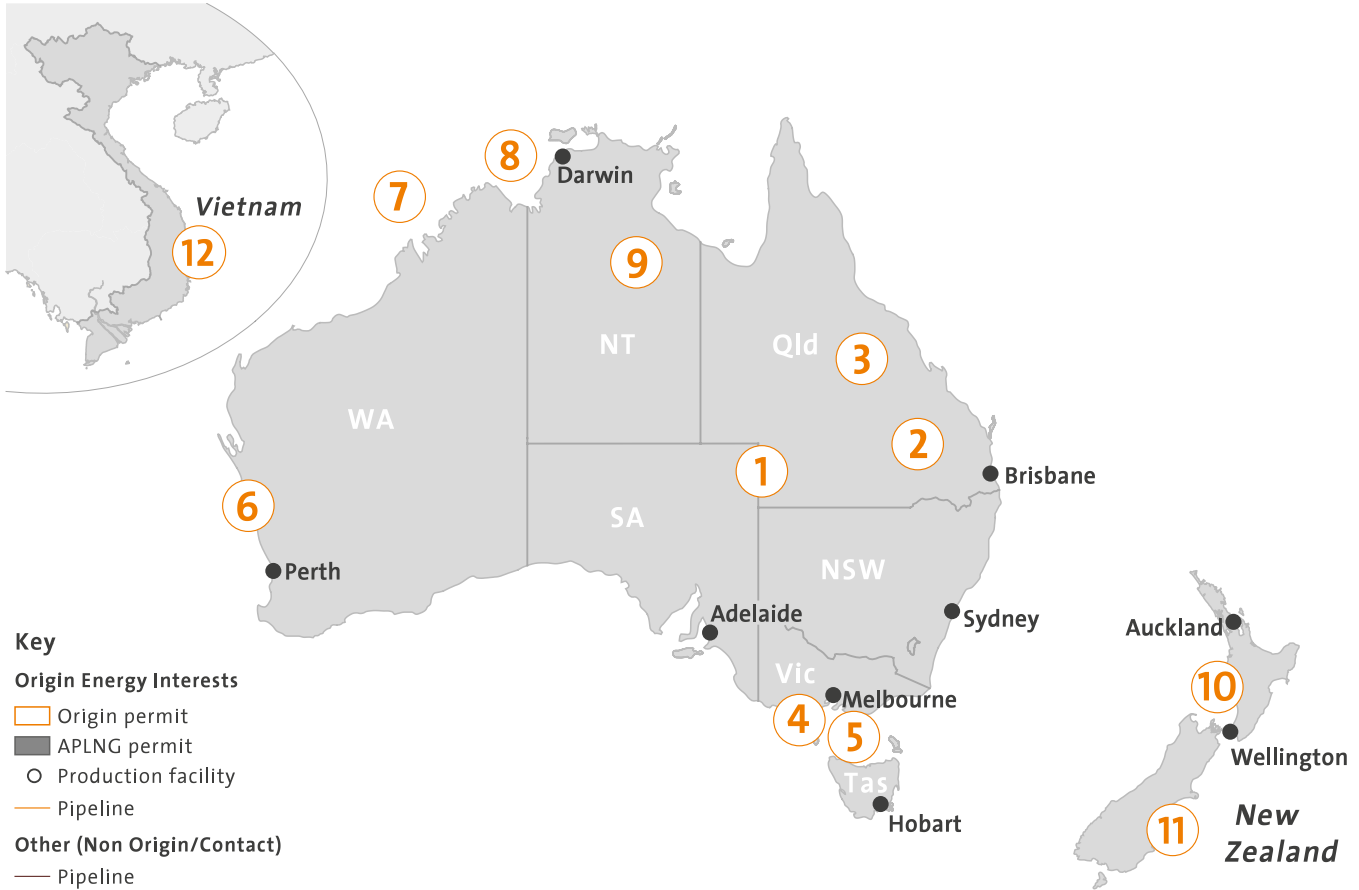 8
Darwin
7
Vietnam
12
9
NT
Qld
3
WA
2
1
Brisbane
6
SA
Perth
NSW
Adelaide
Sydney
Auckland
Vic
10
Melbourne
4
5
Wellington
Tas
Hobart
11
New
Zealand
Key
Origin Energy Interests
Origin permit
APLNG permit
Production facility
Pipeline
Other (Non Origin/Contact)
Pipeline